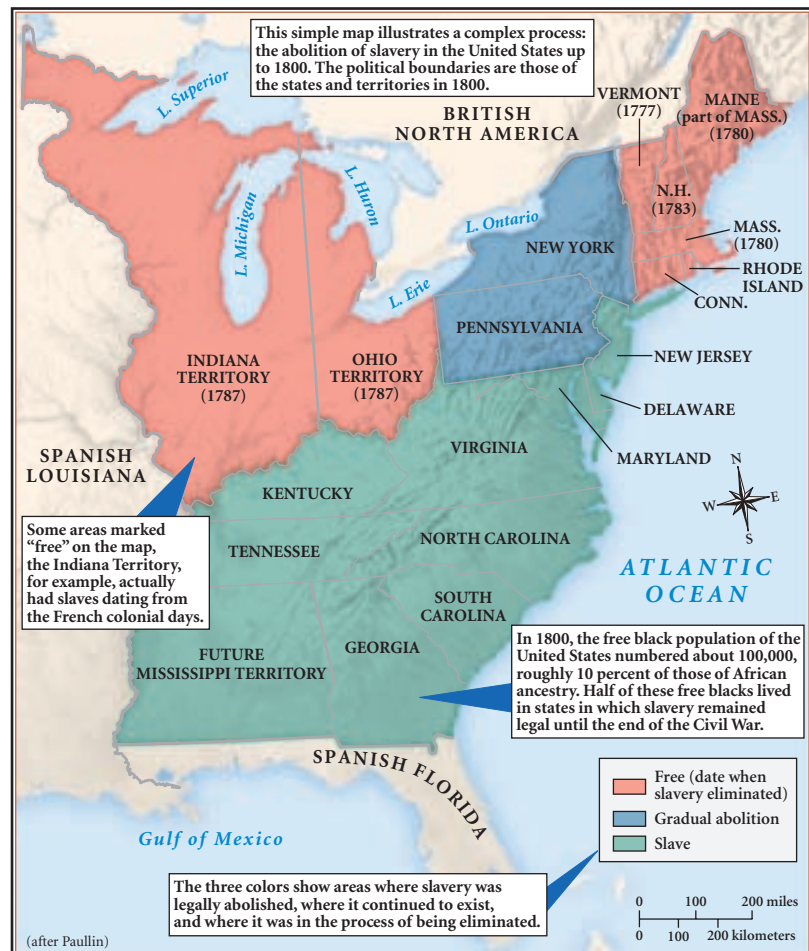 This simple map illustrates a complex process:
the abolition of slavery in the United States up
to 1800. The political boundaries are those of
the states and territories in 1800.
L. Superior
BRITISH
NORTH AMERICA
VERMONT
(1777)
MAINE
(part of MASS.)
(1780)
L. Michigan
L. Huron
L. Ontario
L. Erie
N.H.
(1783)
MASS.
(1780)
RHODE
ISLAND
CONN.
NEW YORK
PENNSYLVANIA
NEW JERSEY
DELAWARE
MARYLAND
INDIANA
TERRITORY
(1787)
OHIO
TERRITORY
(1787)
SPANISH
LOUISIANA
VIRGINIA
KENTUCKY
N
W
E
S
Some areas marked
“free” on the map,
the Indiana Territory,
for example, actually
had slaves dating from
the French colonial days.
TENNESSEE
NORTH CAROLINA
ATLANTIC
OCEAN
SOUTH
CAROLINA
GEORGIA
FUTURE
MISSISSIPPI TERRITORY
In 1800, the free black population of the
United States numbered about 100,000,
roughly 10 percent of those of African
ancestry. Half of these free blacks lived
in states in which slavery remained
legal until the end of the Civil War.
SPANISH FLORIDA
Gulf of Mexico
Free (date when
slavery eliminated)
Gradual abolition
Slave
The three colors show areas where slavery was
legally abolished, where it continued to exist,
and where it was in the process of being eliminated.
0 100 200 miles
0 100 200 kilometers
(after Paullin)